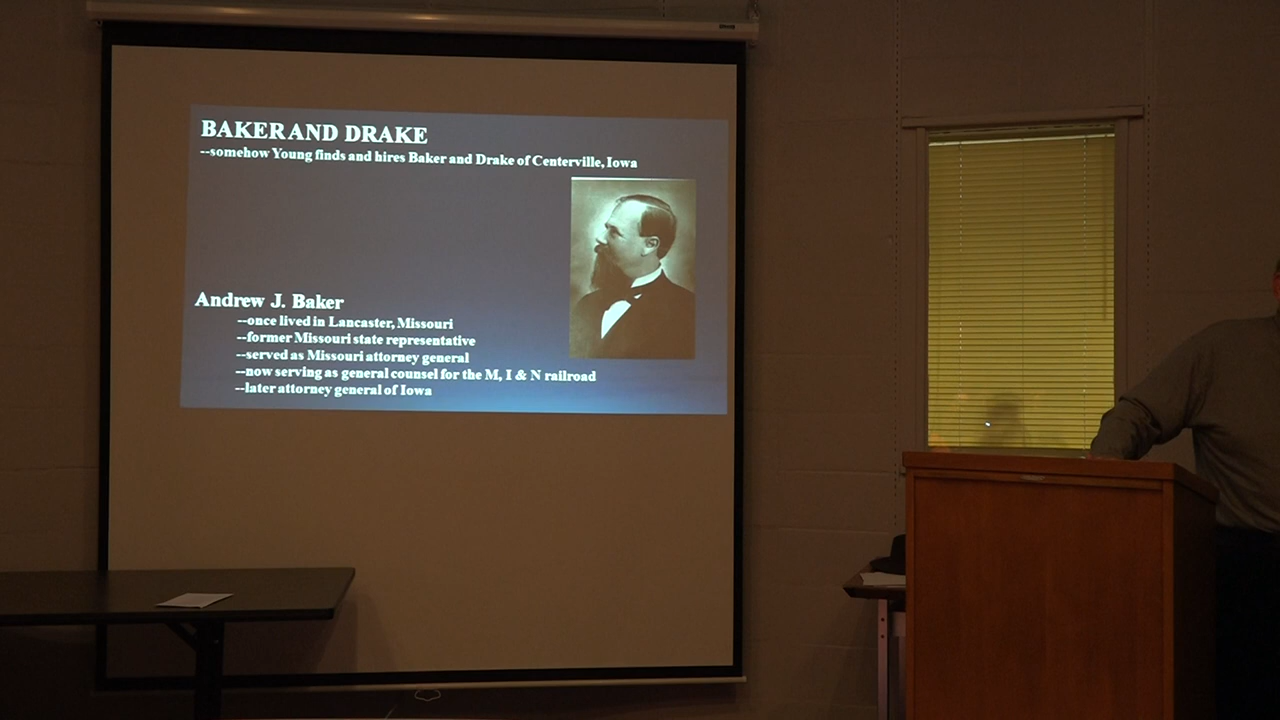 BAKER AND DRAKE
--somehow Young finds and hires Baker and Drake of Centerville, Iowa
Andrew J. Baker
--once lived in Lancaster, Missouri
--former Missouri state representative
--served as Missouri attorney general
--now serving as general counsel for the M, I & N railroad
--later attorney general of Iowa